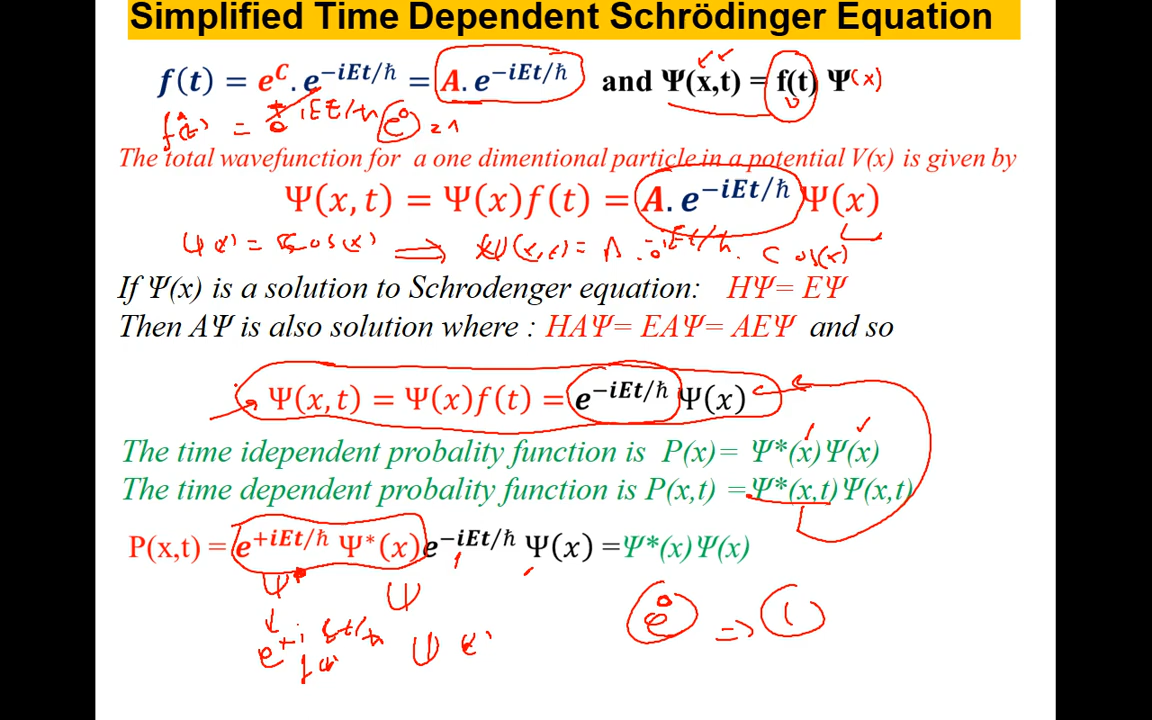 Simplified Time Dependent Schrödinger Equation
f(t) = e^C . e^−iEt/ħ = A. e^−iEt/ħ and Ψ(x,t) = f(t) Ψ(x)
The total wavefunction for a one dimentional particle in a potential V(x) is given by
Ψ(x, t) = Ψ(x)f(t) = A. e^−iEt/ħ Ψ(x)
If Ψ(x) is a solution to Schrodenger equation: HΨ= EΨ
Then AΨ is also solution where : HAΨ= EAΨ= AEΨ and so
Ψ(x, t) = Ψ(x)f(t) = e^−iEt/ħ Ψ(x)
The time idependent probality function is P(x)= Ψ*(x)Ψ(x)
The time dependent probality function is P(x,t) =Ψ*(x,t)Ψ(x,t)
P(x,t) = e^+iEt/ħ Ψ*(x)e^−iEt/ħ Ψ(x) =Ψ*(x)Ψ(x)
Ψ* Ψ
e^0 => 1